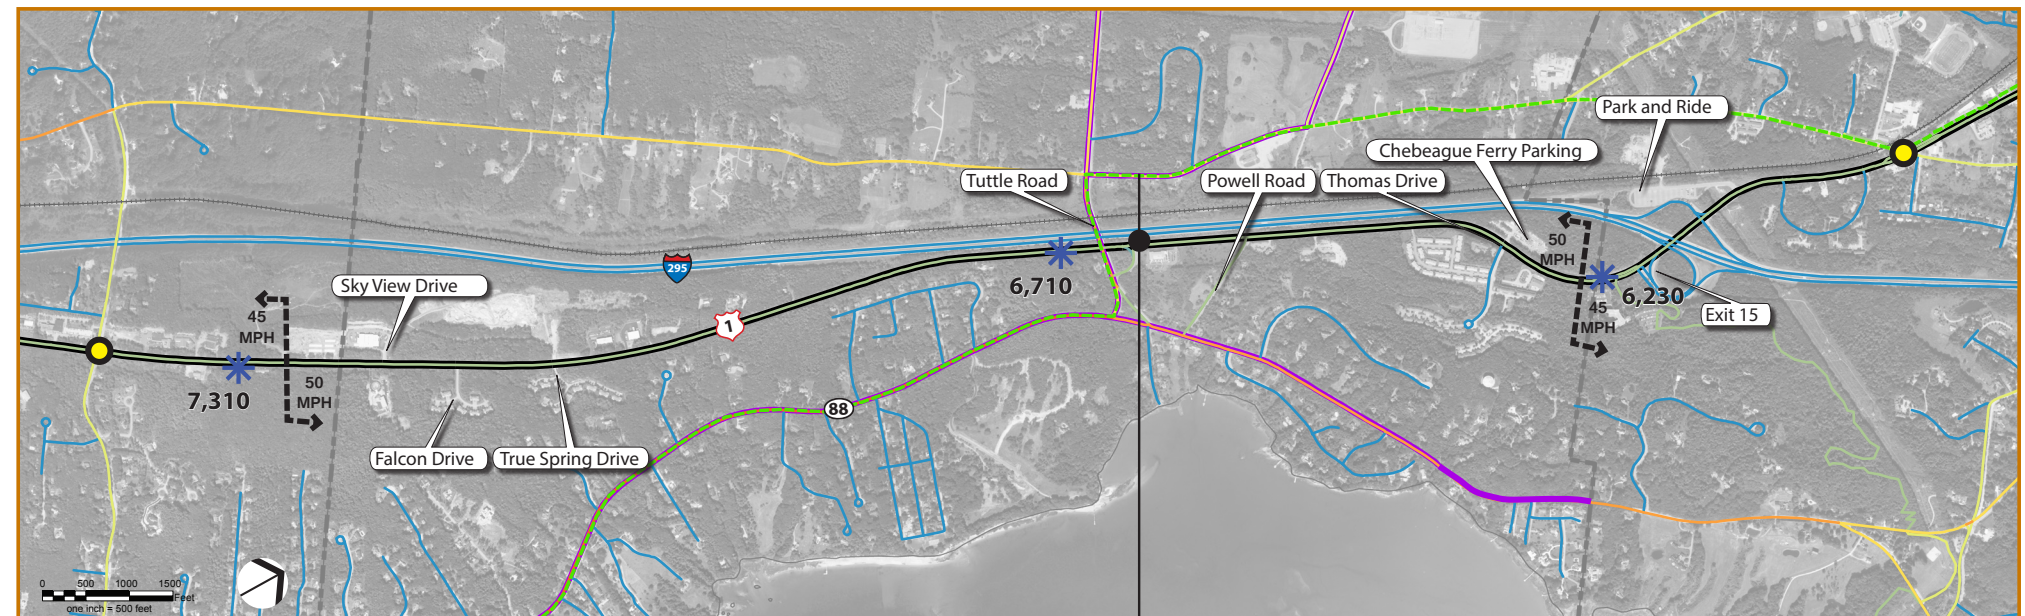 Park and Ride
Chebeague Ferry Parking
Tuttle Road
Powell Road
Thomas Drive
50
MPH
295
6,710
6,230
Sky View Drive
45
MPH
45
MPH
Exit 15
1
50
MPH
7,310
88
Falcon Drive
True Spring Drive
0 500 1000 1500
Feet
one inch = 500 feet